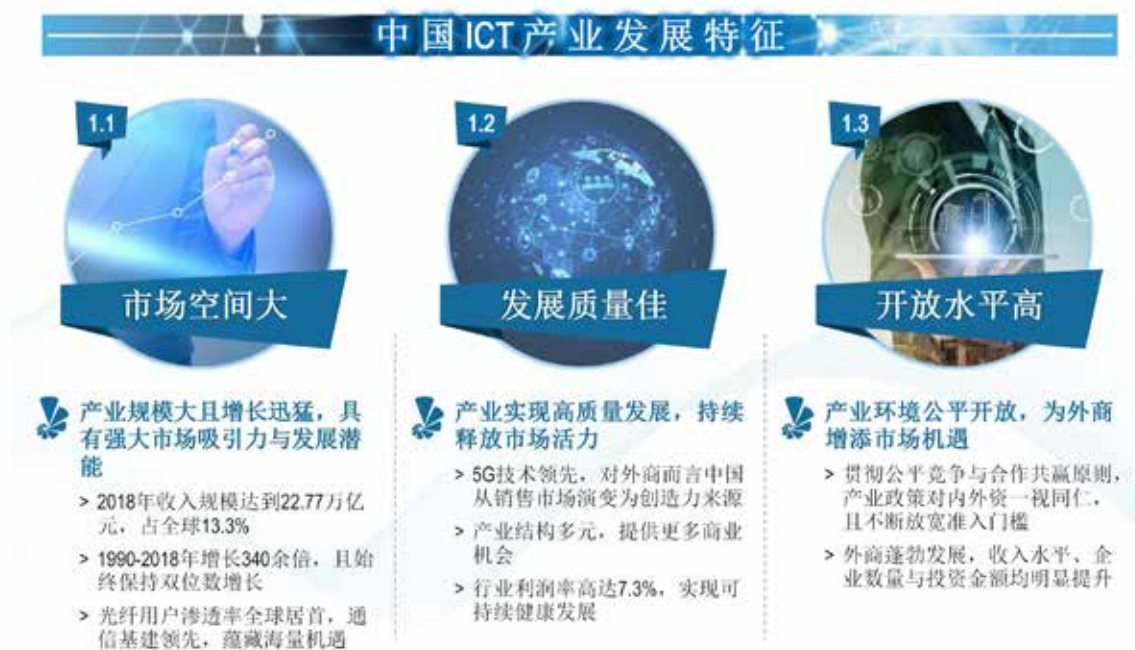 中国ICT产业发展特征
1.1
市场空间大
产业规模大且增长迅猛，具
有强大市场吸引力与发展潜
能
> 2018年收入规模达到22.77万亿
元，占全球13.3%
> 1990-2018年增长340余倍，且始
终保持双位数增长
> 光纤用户渗透率全球居首，通
信基建领先，蕴藏海量机遇
1.2
发展质量佳
产业实现高质量发展，持续
释放市场活力
> 5G技术领先，对外商而言中国
从销售市场演变为创造力来源
> 产业结构多元，提供更多商业
机会
> 行业利润率高达7.3%，实现可
持续健康发展
1.3
开放水平高
产业环境公平开放，为外商
增添市场机遇
> 贯彻公平竞争与合作共赢原则，
产业政策对内外资一视同仁，
且不断放宽准入门槛
> 外商蓬勃发展，收入水平、企
业数量与投资金额均明显提升